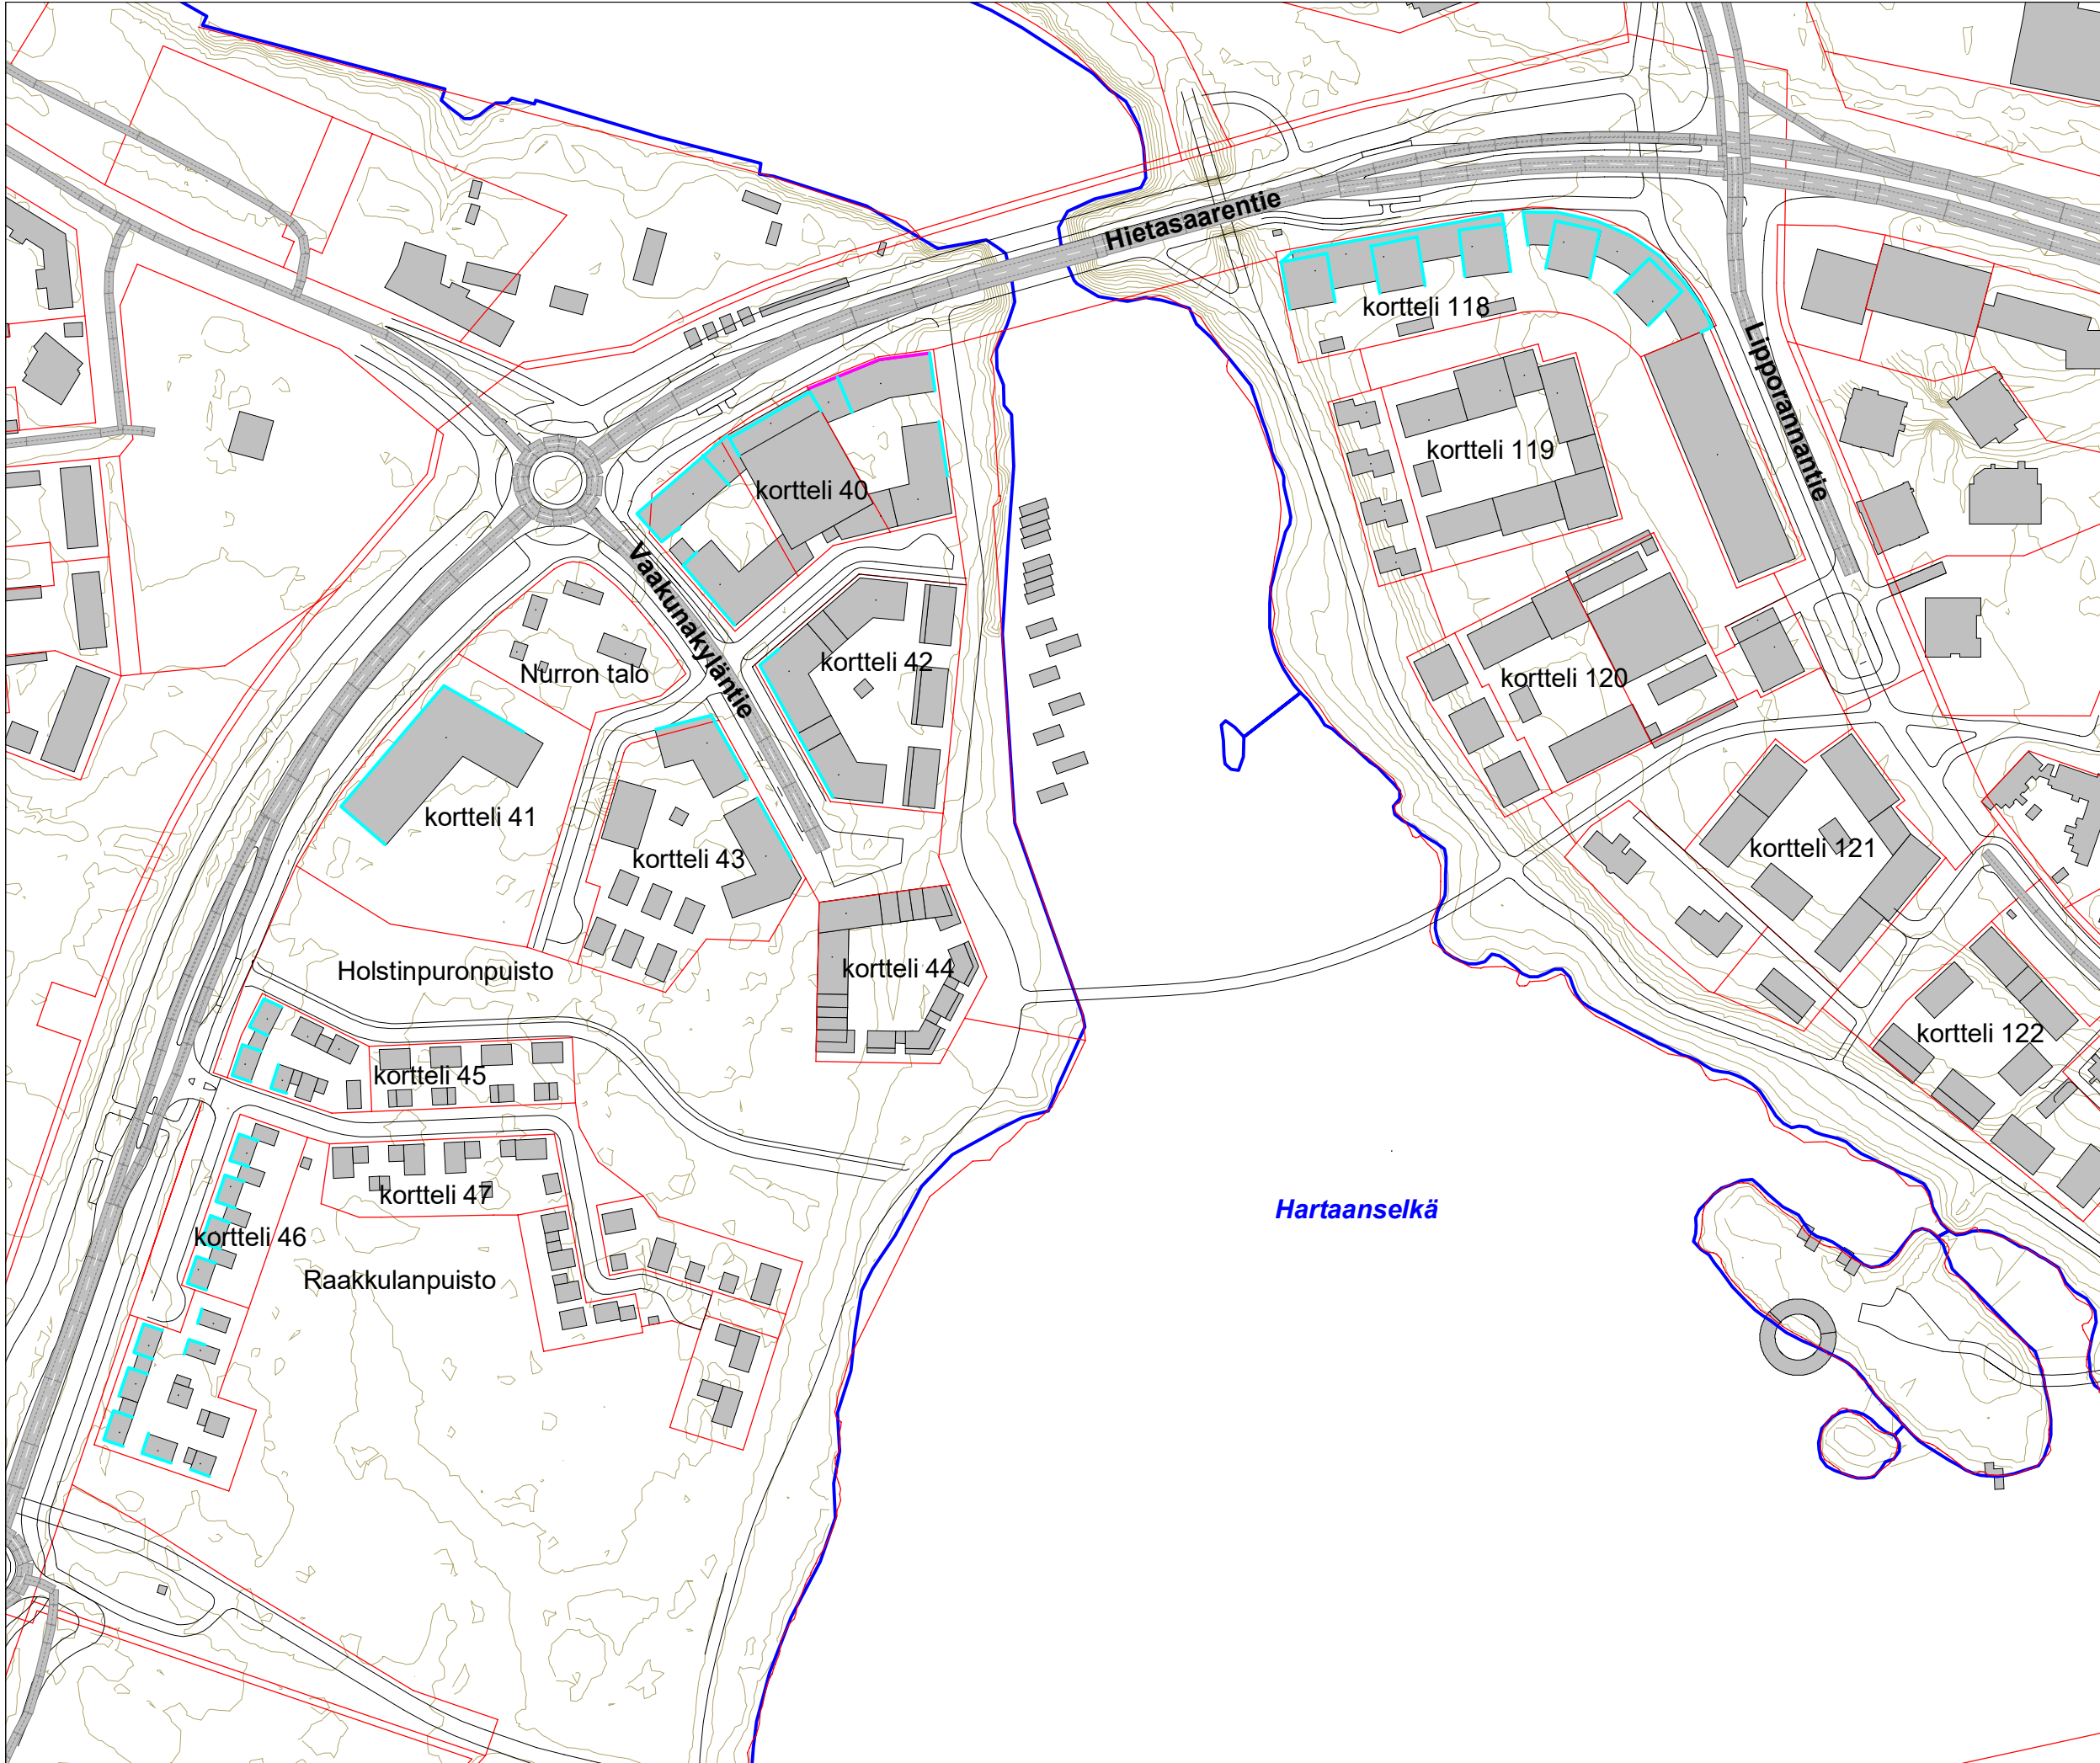 Hietasaarentie
kortteli 118
Lipporannantie
kortteli 119
kortteli 40
Vaakunakyläntie
kortteli 42
Nurron talo
kortteli 120
kortteli 41
kortteli 43
kortteli 121
kortteli 44
Holstinpuronpuisto
kortteli 122
kortteli 45
kortteli 47
Hartaanselkä
kortteli 46
Raakkulanpuisto